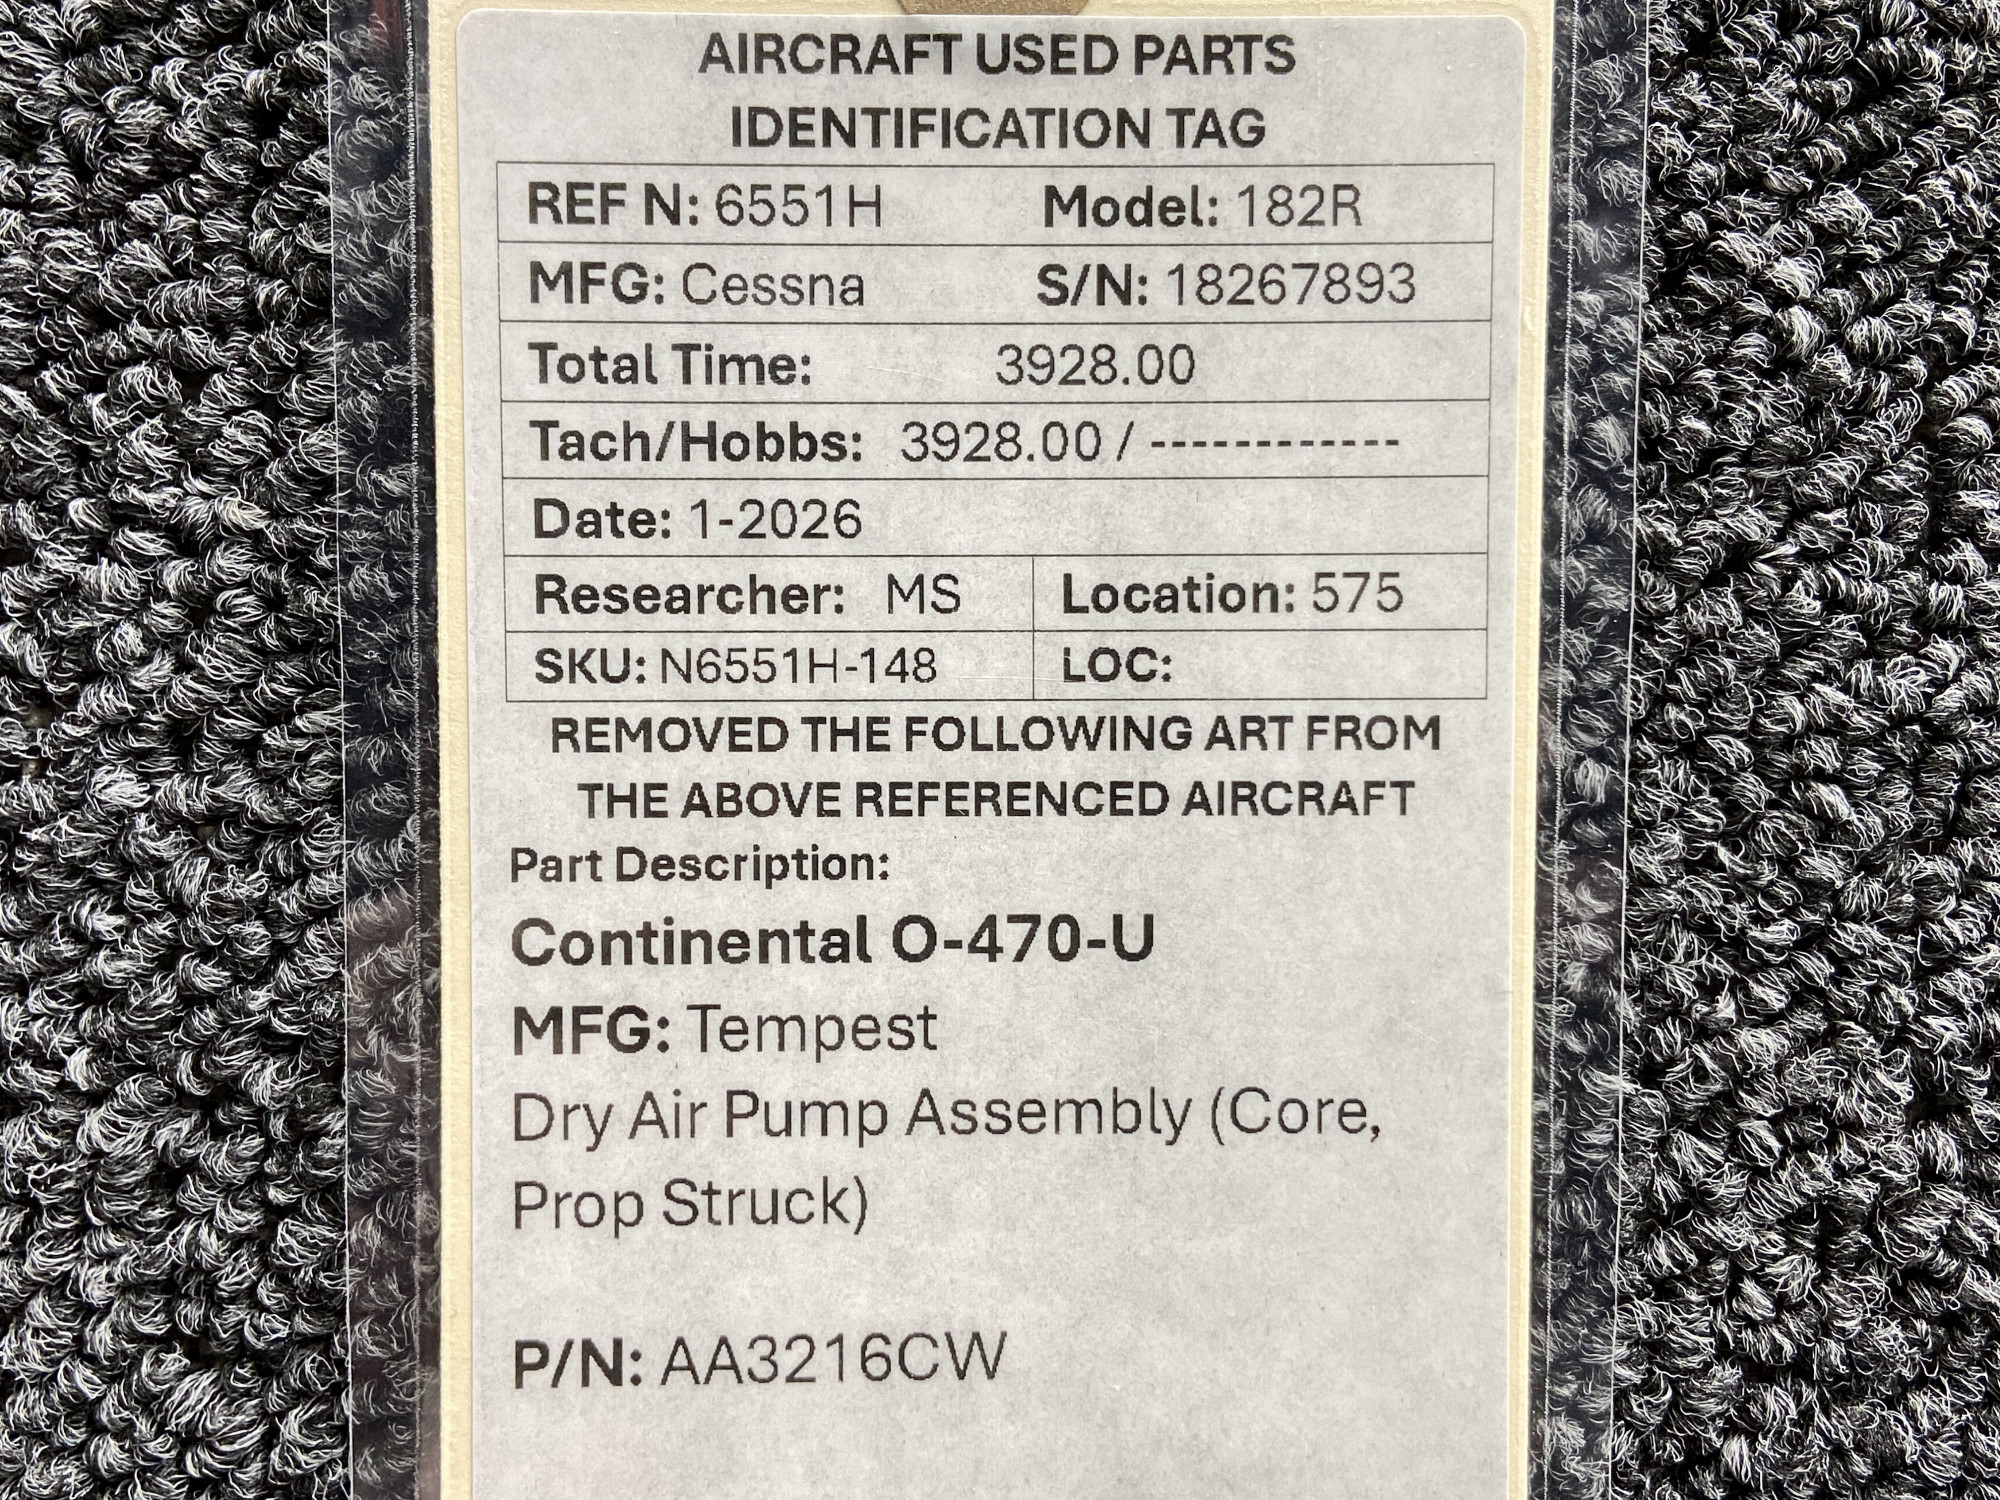 AIRCRAFT USED PARTS
IDENTIFICATION TAG
REF N: 6551H Model: 182R
MFG: Cessna S/N: 18267893
Total Time: 3928.00
Tach/Hobbs: 3928.00 / ------------
Date: 1-2026
Researcher: MS Location: 575
SKU: N6551H-148 LOC:
REMOVED THE FOLLOWING ART FROM
THE ABOVE REFERENCED AIRCRAFT
Part Description:
Continental O-470-U
MFG: Tempest
Dry Air Pump Assembly (Core,
Prop Struck)
P/N: AA3216CW